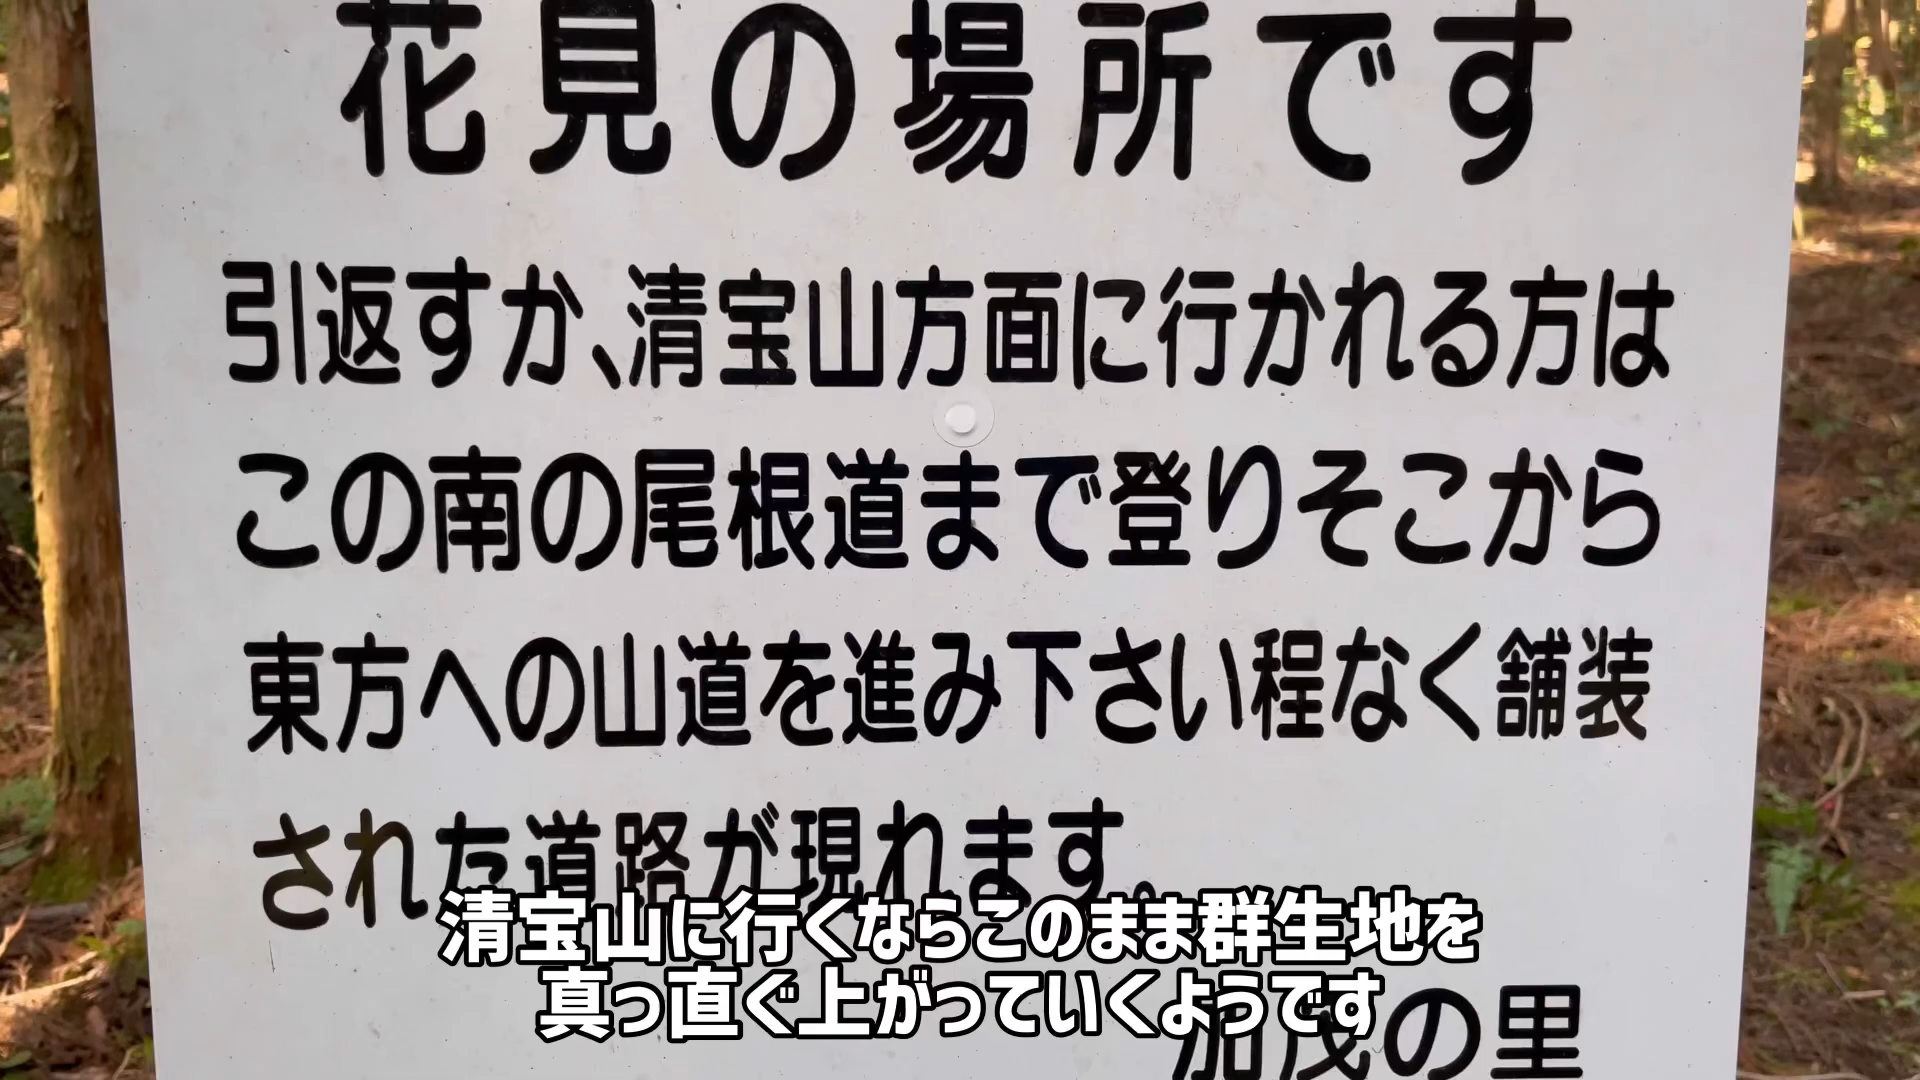 花見の場所です
引返すか、清宝山方面に行かれる方は
この南の尾根道まで登りそこから
東方への山道を進み下さい程なく舗装
された道路が現れます。
清宝山に行くならこのまま群生地を
真っ直ぐ上がっていくようです
加茂の里